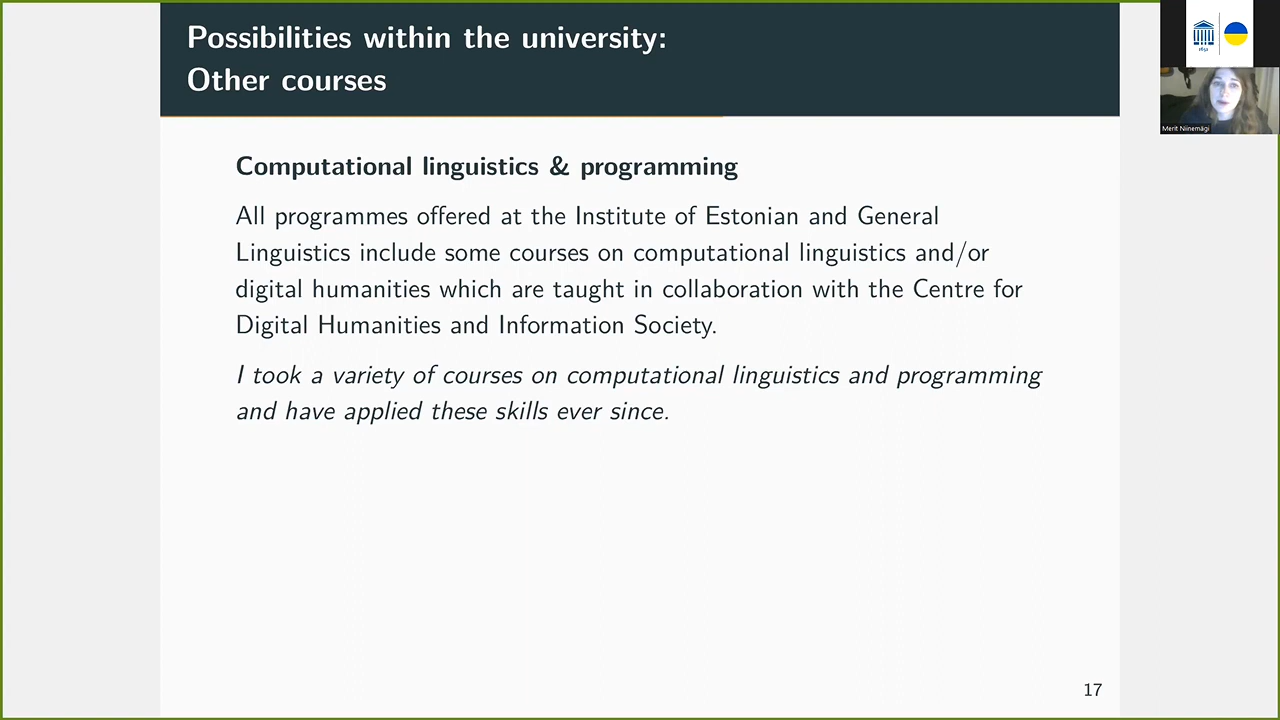 Possibilities within the university:
Other courses
1632
Merit Niinemägi
Computational linguistics & programming
All programmes offered at the Institute of Estonian and General
Linguistics include some courses on computational linguistics and/or
digital humanities which are taught in collaboration with the Centre for
Digital Humanities and Information Society.
I took a variety of courses on computational linguistics and programming
and have applied these skills ever since.
17